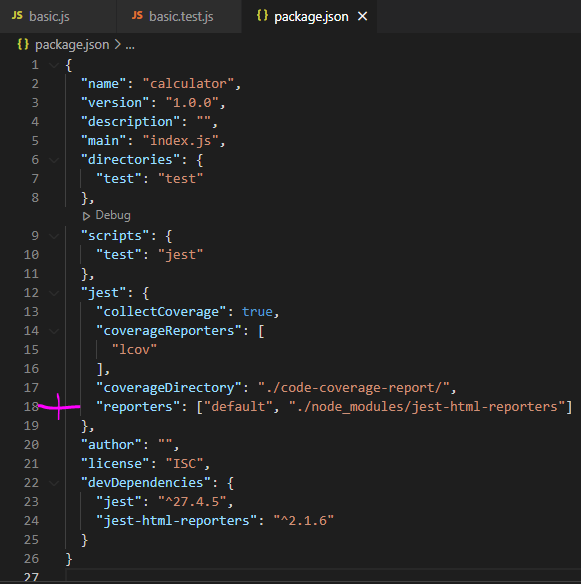 JS basic.js JS basic.test.js {} package.json ×
{} package.json > ...
1 {
2 "name": "calculator",
3 "version": "1.0.0",
4 "description": "",
5 "main": "index.js",
6 "directories": {
7 "test": "test"
8 },
Debug
9 "scripts": {
10 "test": "jest"
11 },
12 "jest": {
13 "collectCoverage": true,
14 "coverageReporters": [
15 "lcov"
16 ],
17 "coverageDirectory": "./code-coverage-report/",
18 "reporters": ["default", "./node_modules/jest-html-reporters"]
19 },
20 "author": "",
21 "license": "ISC",
22 "devDependencies": {
23 "jest": "^27.4.5",
24 "jest-html-reporters": "^2.1.6"
25 }
26 }
27